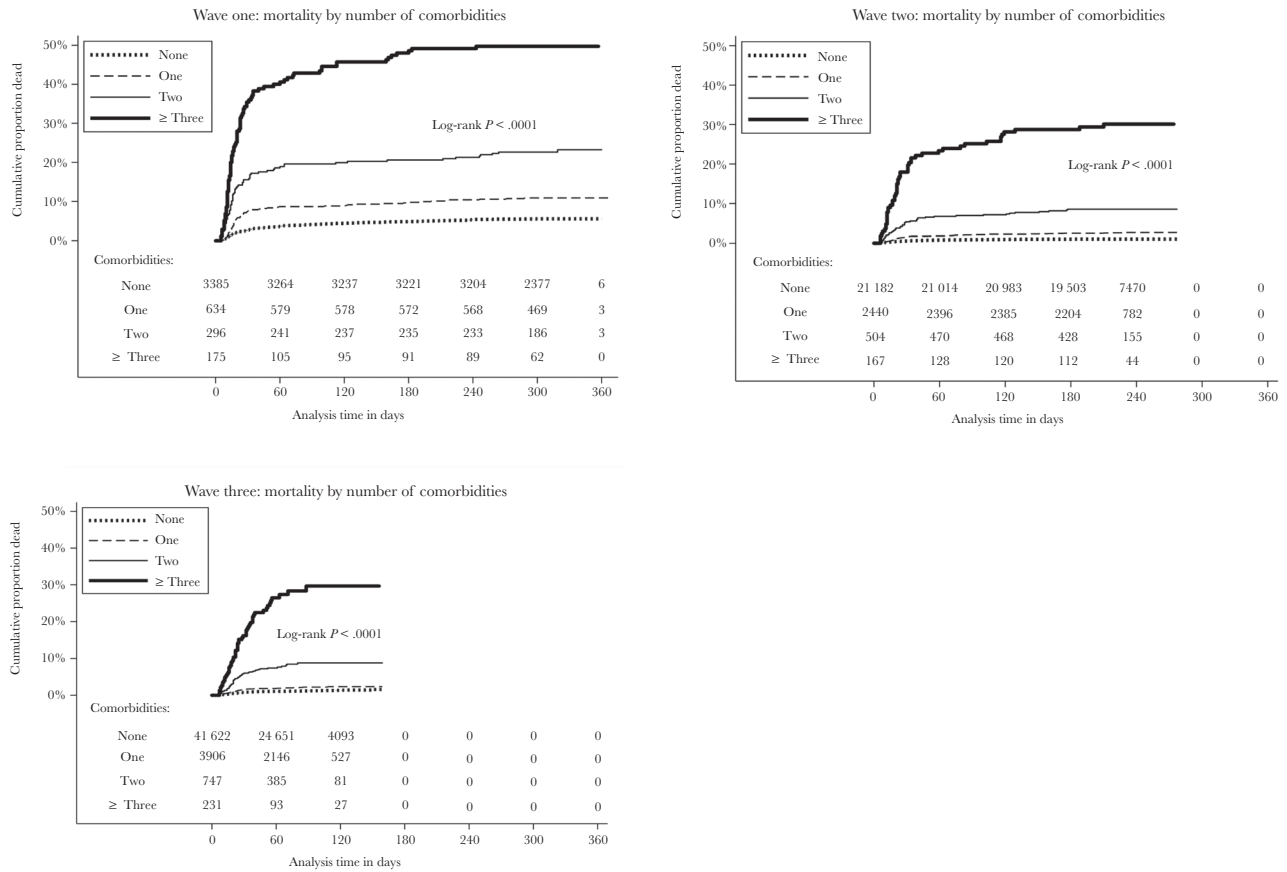 Wave one: mortality by number of comorbidities
50%
40%
30%
20%
10%
0%
Cumulative proportion dead
None
One
Two
≥ Three
Log-rank P < .0001
Comorbidities:
None 3385 3264 3237 3221 3204 2377 6
One 634 579 578 572 568 469 3
Two 296 241 237 235 233 186 3
≥ Three 175 105 95 91 89 62 0
0 60 120 180 240 300 360
Analysis time in days
Wave two: mortality by number of comorbidities
50%
40%
30%
20%
10%
0%
Cumulative proportion dead
None
One
Two
≥ Three
Log-rank P < .0001
Comorbidities:
None 21 182 21 014 20 983 19 503 7470 0 0
One 2440 2396 2385 2204 782 0 0
Two 504 470 468 428 155 0 0
≥ Three 167 128 120 112 44 0 0
0 60 120 180 240 300 360
Analysis time in days
Wave three: mortality by number of comorbidities
50%
40%
30%
20%
10%
0%
Cumulative proportion dead
None
One
Two
≥ Three
Log-rank P < .0001
Comorbidities:
None 41 622 24 651 4093 0 0 0 0
One 3906 2146 527 0 0 0 0
Two 747 385 81 0 0 0 0
≥ Three 231 93 27 0 0 0 0
0 60 120 180 240 300 360
Analysis time in days